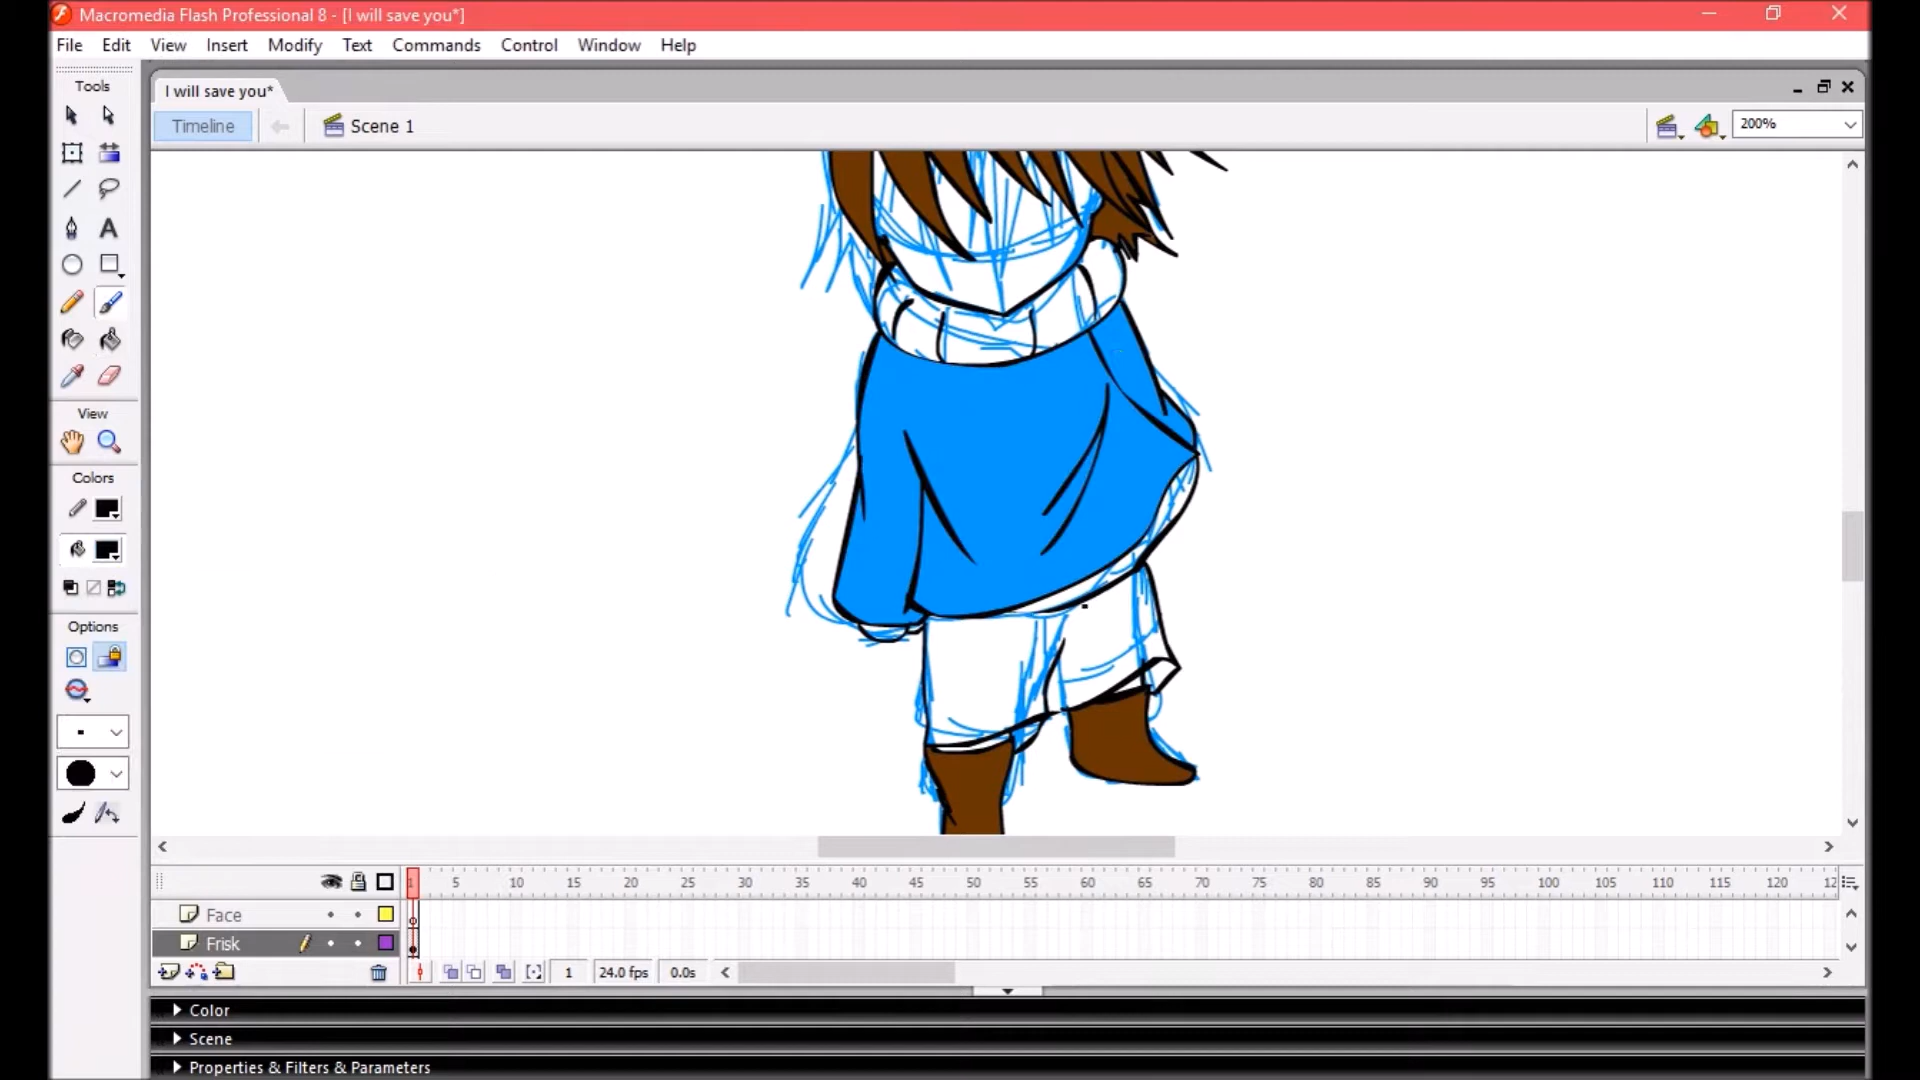 Macromedia Flash Professional 8 - [I will save you*]
File Edit View Insert Modify Text Commands Control Window Help
Tools
I will save you*
Timeline Scene 1 200%
A
View
Colors
Options
1 5 10 15 20 25 30 35 40 45 50 55 60 65 70 75 80 85 90 95 100 105 110 115 120 12
Face
Frisk
1 24.0 fps 0.0s
Color
Scene
Properties & Filters & Parameters